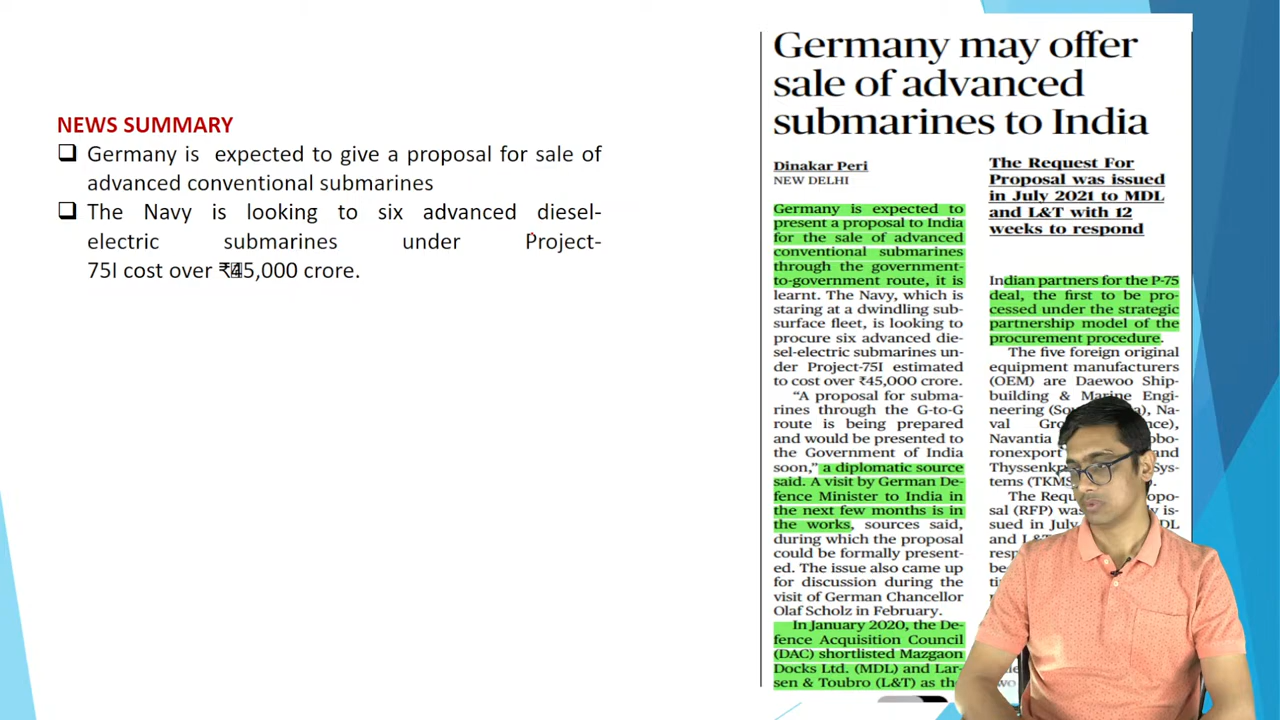 NEWS SUMMARY
Germany is expected to give a proposal for sale of
advanced conventional submarines
The Navy is looking to six advanced diesel-
electric submarines under Project-
75I cost over ₹45,000 crore.
Germany may offer
sale of advanced
submarines to India
Dinakar Peri
NEW DELHI
Germany is expected to
present a proposal to India
for the sale of advanced
conventional submarines
through the government-
to-government route, it is
learnt. The Navy, which is
staring at a dwindling sub-
surface fleet, is looking to
procure six advanced die-
sel-electric submarines un-
der Project-75I estimated
to cost over ₹45,000 crore.
“A proposal for subma-
rines through the G-to-G
route is being prepared
and would be presented to
the Government of India
soon,” a diplomatic source
said. A visit by German De-
fence Minister to India in
the next few months is in
the works, sources said,
during which the proposal
could be formally present-
ed. The issue also came up
for discussion during the
visit of German Chancellor
Olaf Scholz in February.
In January 2020, the De-
fence Acquisition Council
(DAC) shortlisted Mazgaon
Docks Ltd. (MDL) and Lar-
sen & Toubro (L&T) as the
The Request For
Proposal was issued
in July 2021 to MDL
and L&T with 12
weeks to respond
Indian partners for the P-75
deal, the first to be pro-
cessed under the strategic
partnership model of the
procurement procedure.
The five foreign original
equipment manufacturers
(OEM) are Daewoo Ship-
building & Marine Engi-
neering Na-
val
Navantia
ronexport and
Sys-
tems
The
sal (RFP) is-
sued in July
and
two